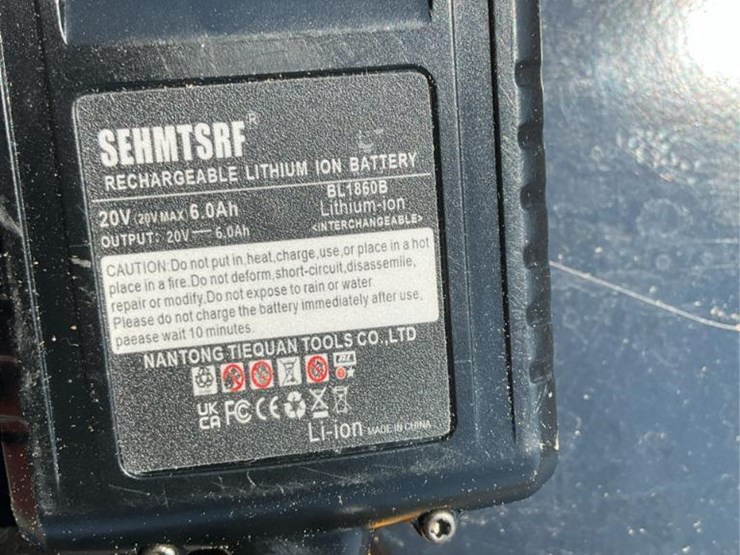 SEHMTSRF®
RECHARGEABLE LITHIUM ION BATTERY
20V (20V MAX) 6.0Ah
BL1860B
OUTPUT: 20V⎓ 6.0Ah
Lithium-ion
<INTERCHANGEABLE>
CAUTION:Do not put in,heat,charge,use,or place in a hot
place in a fire.Do not deform,short-circuit,disassemile,
repair or modify.Do not expose to rain or water.
Please do not charge the battery immediately after use,
paease wait 10 minutes.
NANTONG TIEQUAN TOOLS CO.,LTD
UK
CA
FC CE
Li-ion MADE IN CHINA